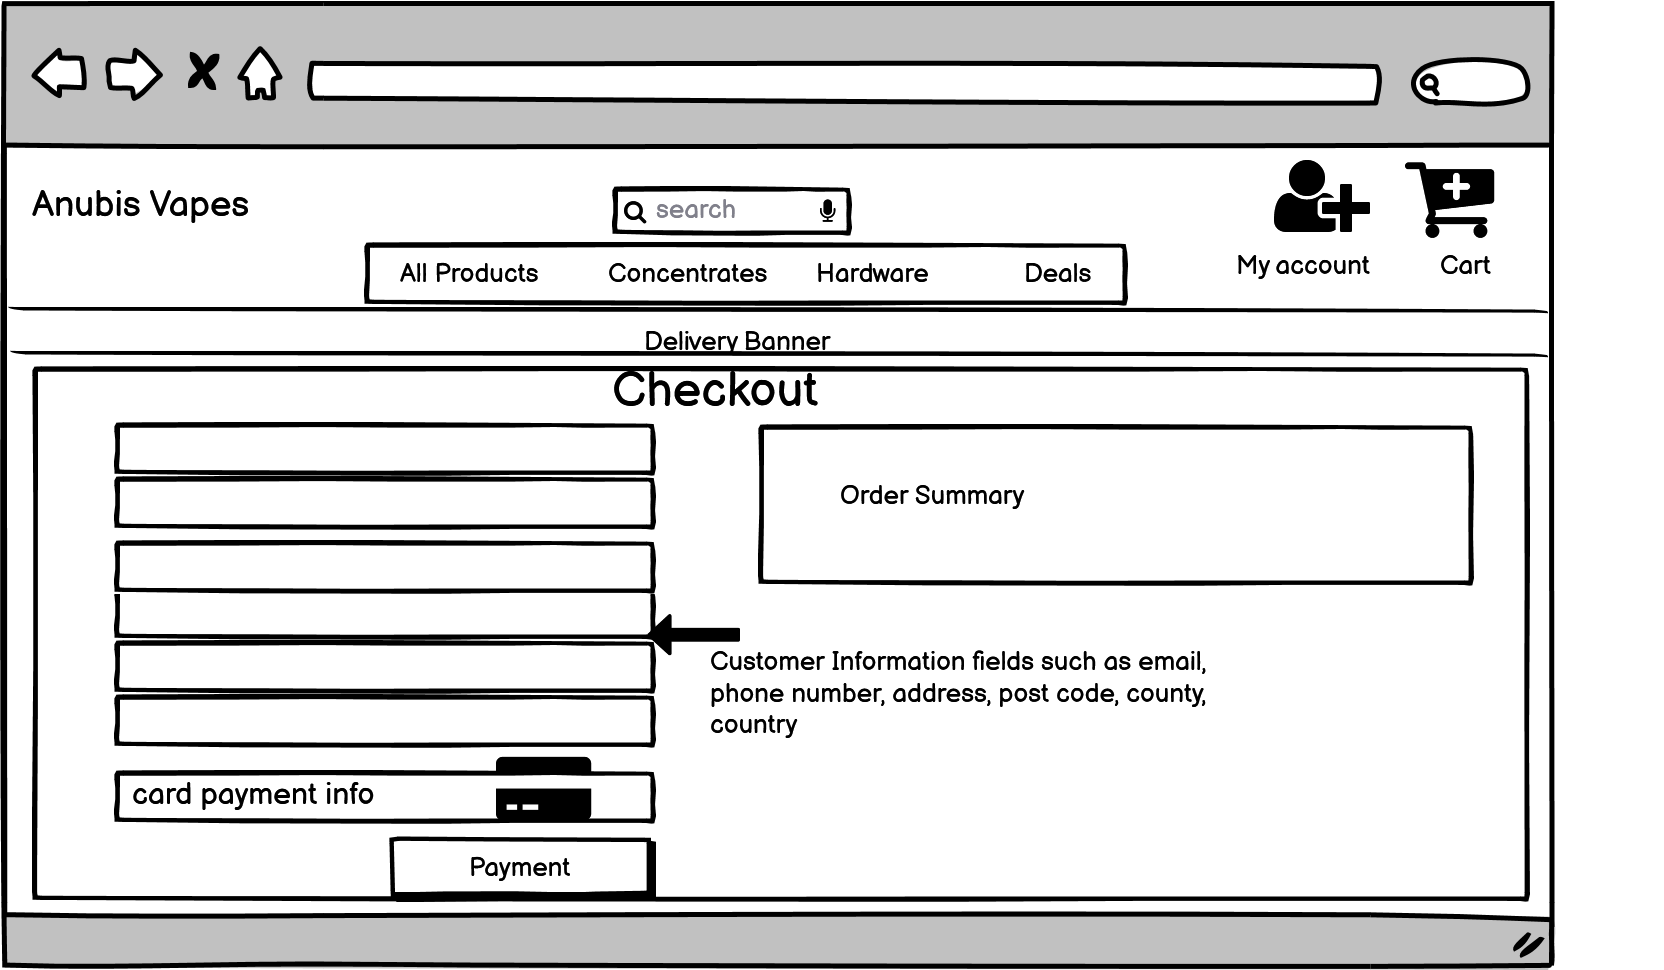 Anubis Vapes
search
My account
Cart
All Products
Concentrates
Hardware
Deals
Delivery Banner
Checkout
Order Summary
Customer Information fields such as email,
phone number, address, post code, county,
country
card payment info
Payment